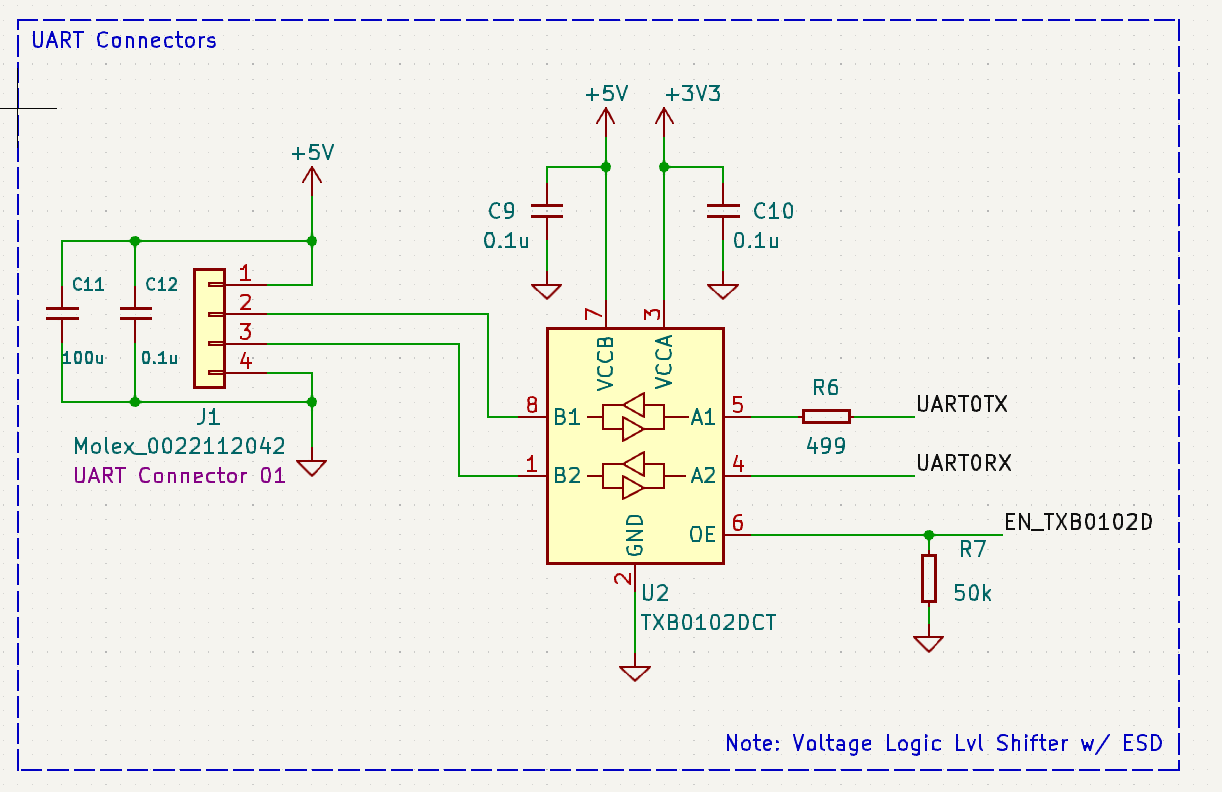 UART Connectors
+5V
+3V3
+5V
C9
0.1u
C10
0.1u
C11
100u
C12
0.1u
1
2
3
4
J1
Molex_0022112042
UART Connector 01
7
3
VCCB
VCCA
8
B1
A1
5
R6
499
UART0TX
1
B2
A2
4
UART0RX
GND
OE
6
EN_TXB0102D
R7
50k
2
U2
TXB0102DCT
Note: Voltage Logic Lvl Shifter w/ ESD